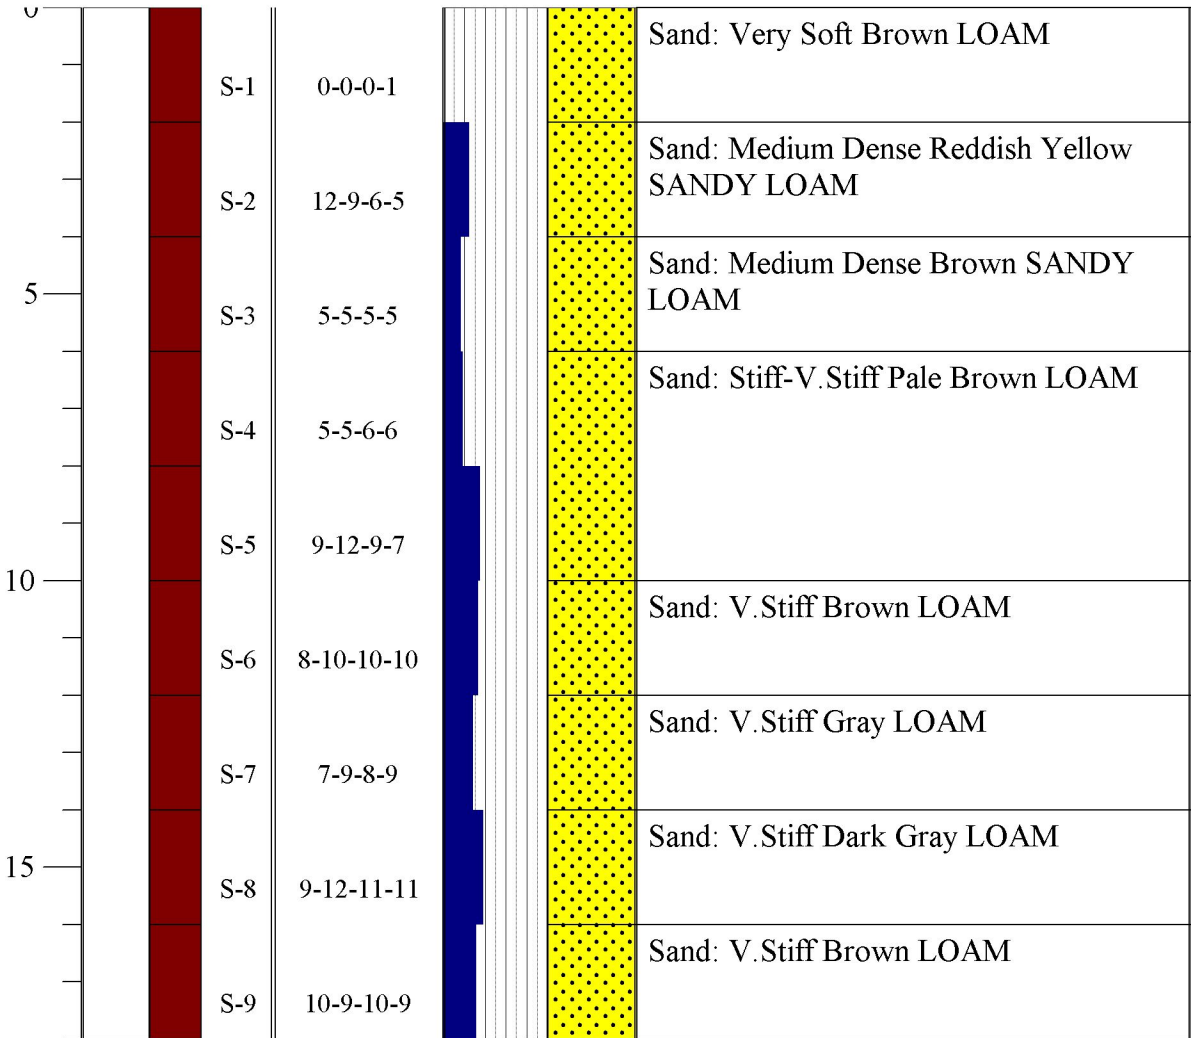 0
Sand: Very Soft Brown LOAM
S-1
0-0-0-1
Sand: Medium Dense Reddish Yellow
SANDY LOAM
S-2
12-9-6-5
Sand: Medium Dense Brown SANDY
LOAM
5
S-3
5-5-5-5
Sand: Stiff-V.Stiff Pale Brown LOAM
S-4
5-5-6-6
S-5
9-12-9-7
10
Sand: V.Stiff Brown LOAM
S-6
8-10-10-10
Sand: V.Stiff Gray LOAM
S-7
7-9-8-9
Sand: V.Stiff Dark Gray LOAM
15
S-8
9-12-11-11
Sand: V.Stiff Brown LOAM
S-9
10-9-10-9